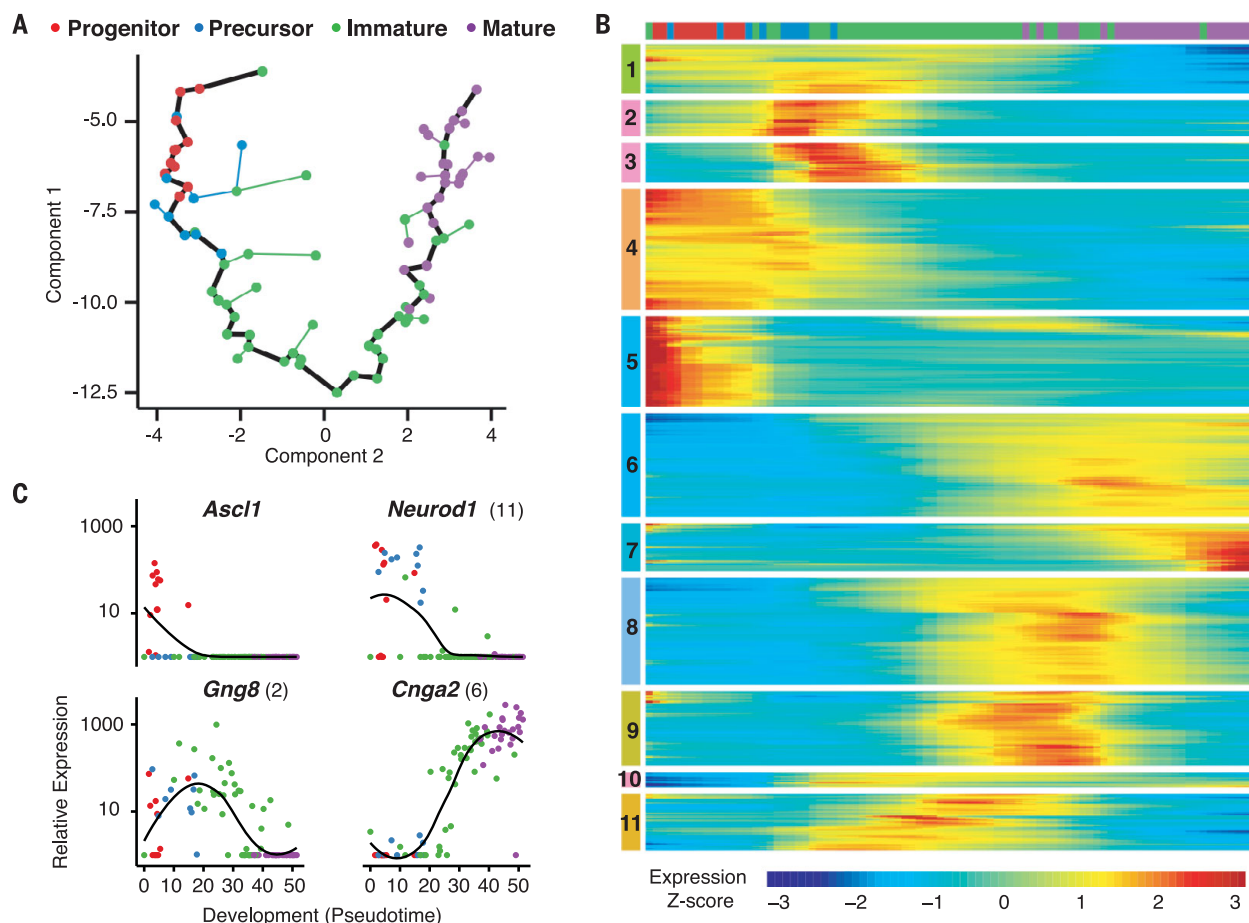 A
Progenitor Precursor Immature Mature
-5.0
-7.5
-10.0
-12.5
Component 1
-4 -2 0 2 4
Component 2
B
1
2
3
4
5
6
7
8
9
10
11
Expression Z-score
−3 −2 −1 0 1 2 3
C
Ascl1
Neurod1 (11)
1000
10
Gng8 (2)
Cnga2 (6)
1000
10
Relative Expression
0 10 20 30 40 50
0 10 20 30 40 50
Development (Pseudotime)